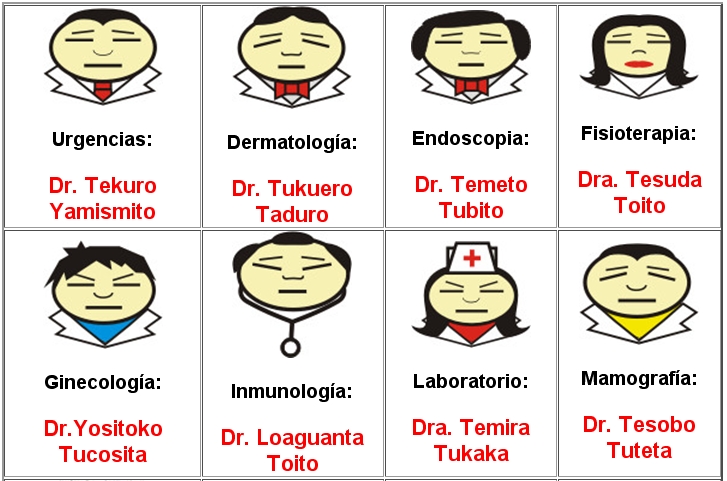 Urgencias:
Dr. Tekuro
Yamismito
Dermatología:
Dr. Tukuero
Taduro
Endoscopia:
Dr. Temeto
Tubito
Fisioterapia:
Dra. Tesuda
Toito
Ginecología:
Dr.Yositoko
Tucosita
Inmunología:
Dr. Loaguanta
Toito
Laboratorio:
Dra. Temira
Tukaka
Mamografía:
Dr. Tesobo
Tuteta